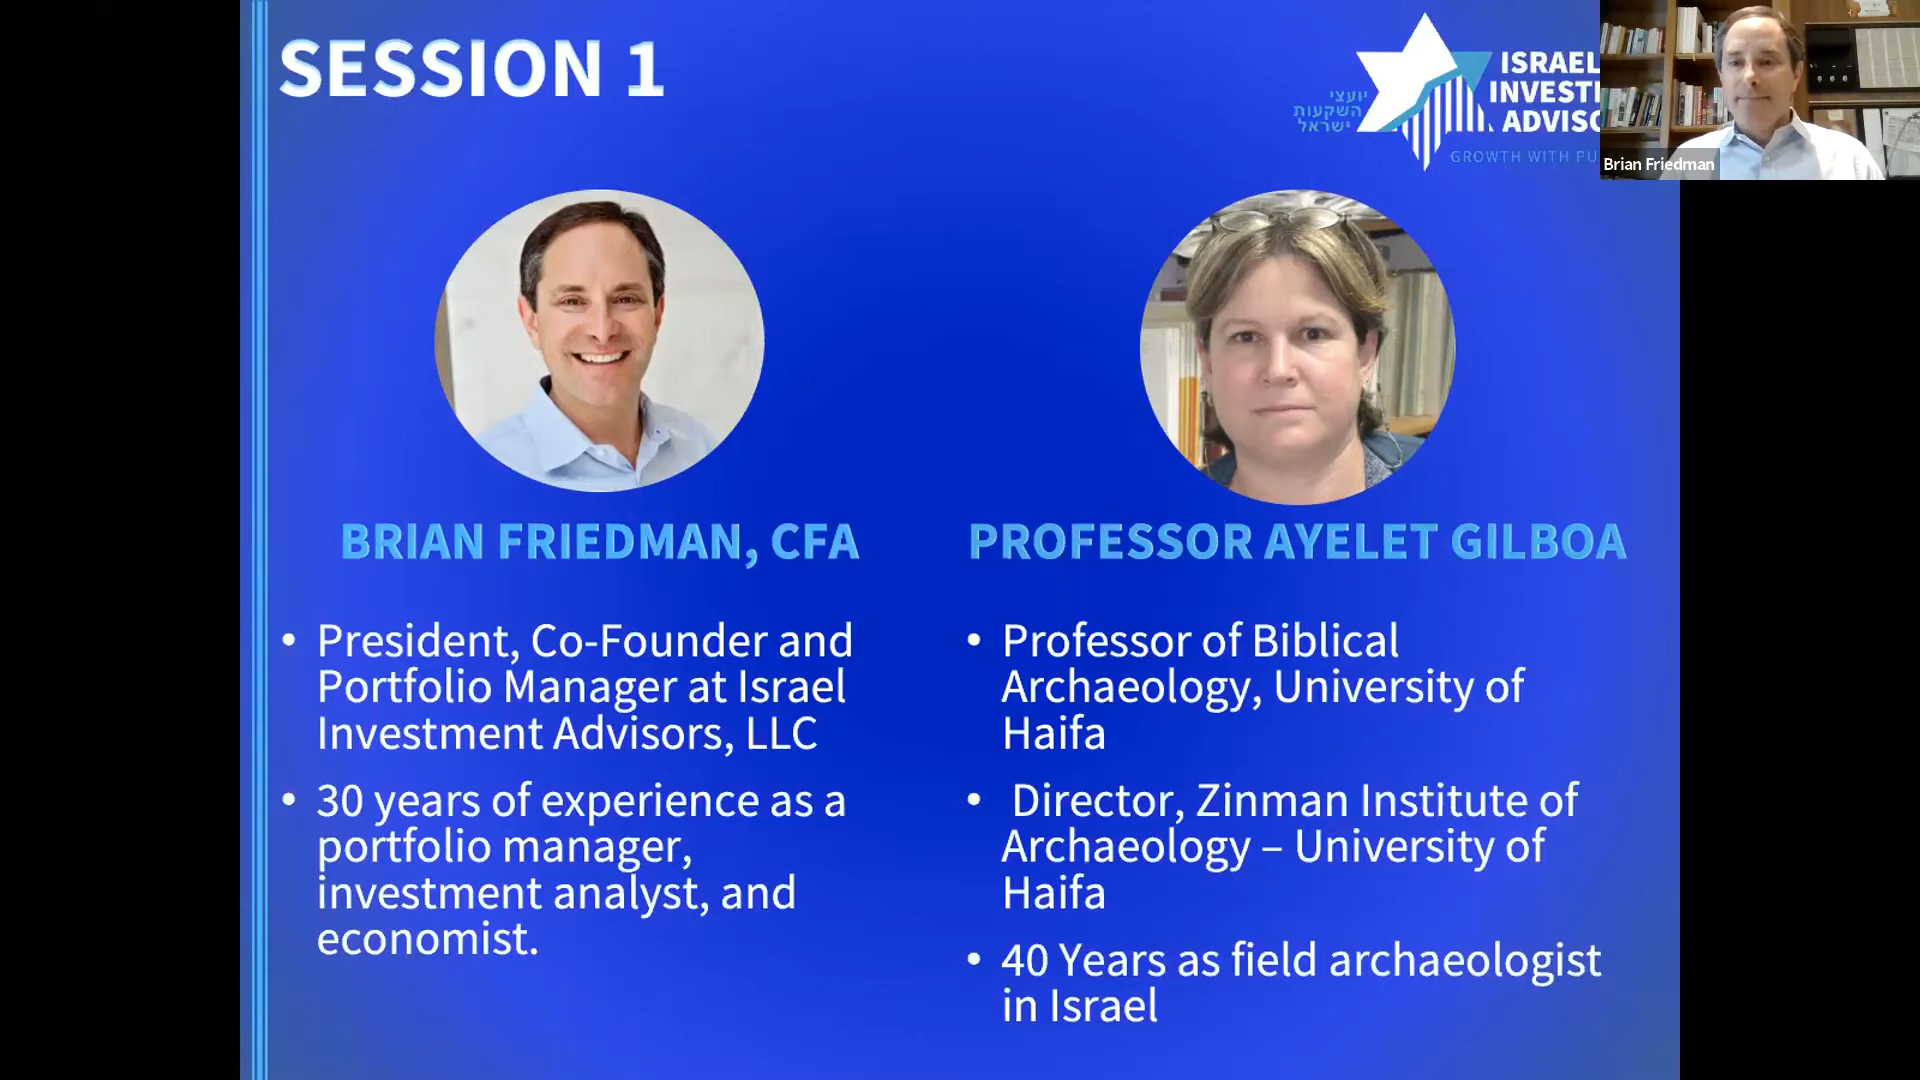 SESSION 1
יועצי
השקעות
ישראל
ISRAEL
INVEST
ADVISO
GROWTH WITH PU
Brian Friedman
BRIAN FRIEDMAN, CFA
• President, Co-Founder and
Portfolio Manager at Israel
Investment Advisors, LLC
• 30 years of experience as a
portfolio manager,
investment analyst, and
economist.
PROFESSOR AYELET GILBOA
• Professor of Biblical
Archaeology, University of
Haifa
• Director, Zinman Institute of
Archaeology – University of
Haifa
• 40 Years as field archaeologist
in Israel